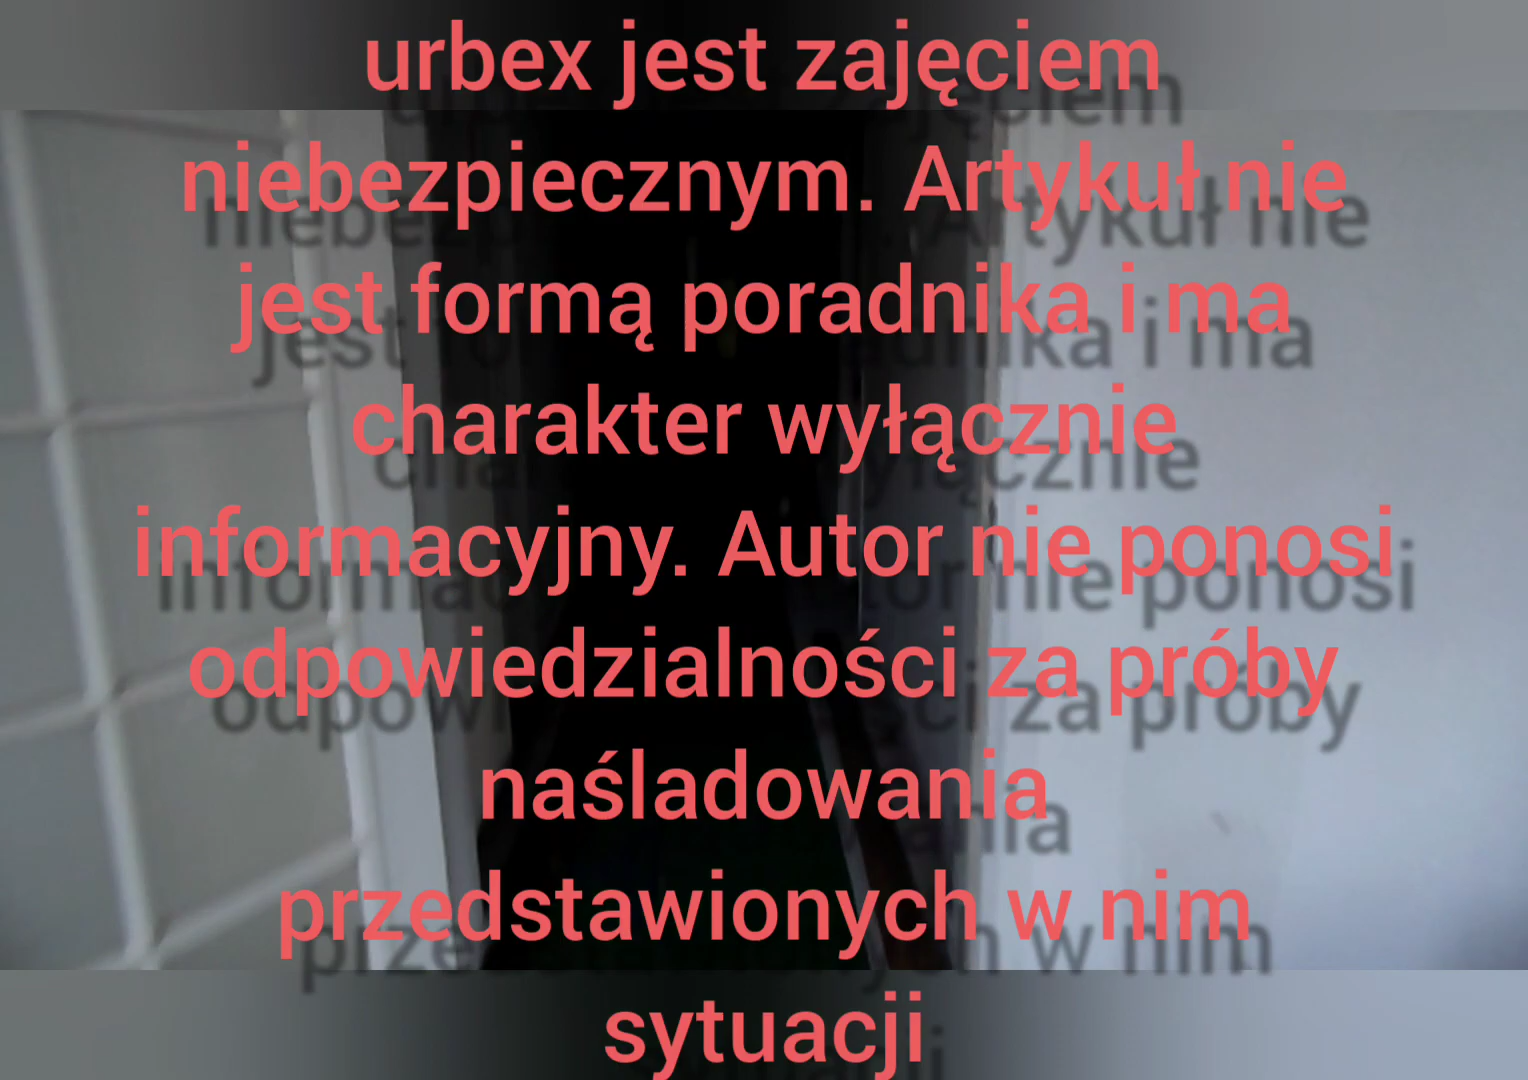 urbex jest zajęciem
niebezpiecznym. Artykuł nie
jest formą poradnika i ma
charakter wyłącznie
informacyjny. Autor nie ponosi
odpowiedzialności za próby
naśladowania
przedstawionych w nim
sytuacji